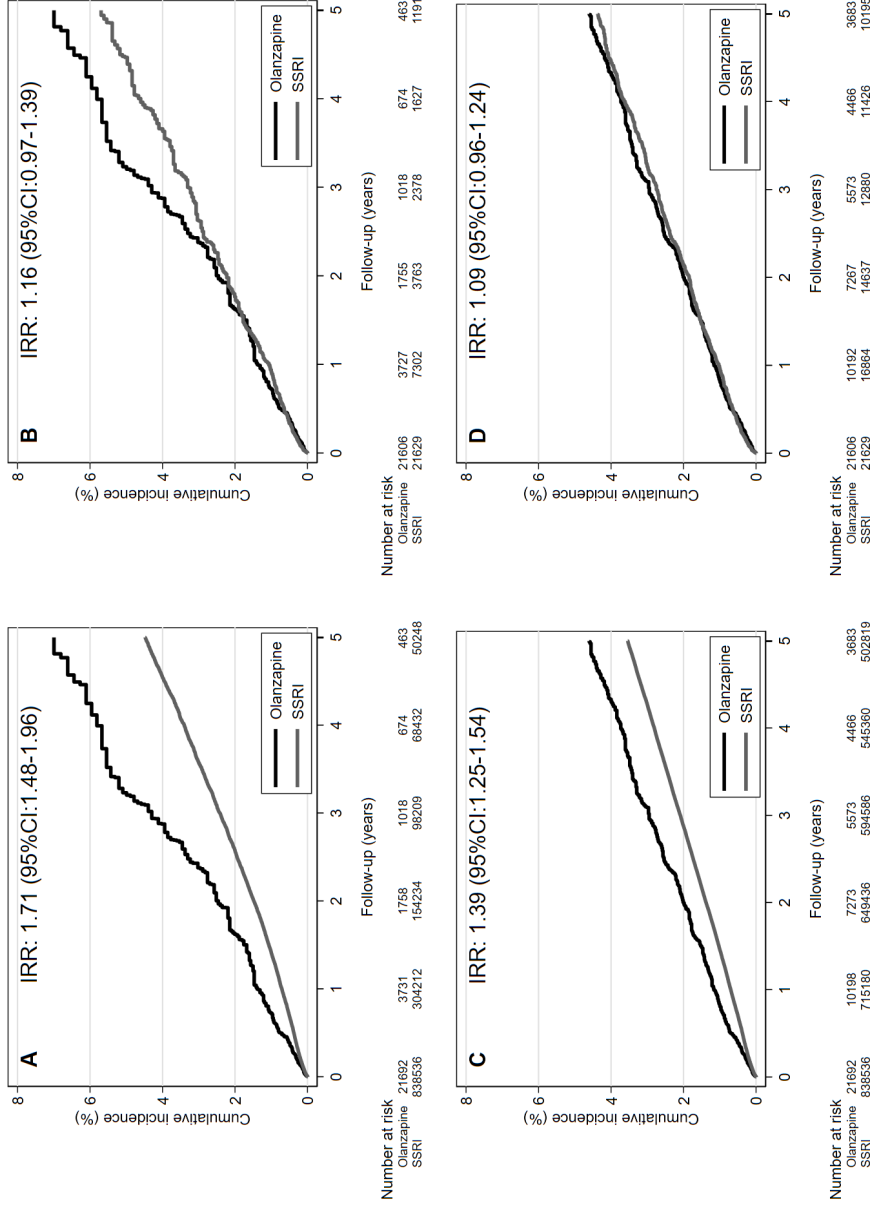 A
IRR: 1.71 (95%CI:1.48-1.96)
Cumulative incidence (%)
8
6
4
2
0
0 1 2 3 4 5
Follow-up (years)
Olanzapine
SSRI
Number at risk
Olanzapine 21692 3731 1758 1018 674 463
SSRI 838536 304212 154234 98209 68432 50248
B
IRR: 1.16 (95%CI:0.97-1.39)
Cumulative incidence (%)
8
6
4
2
0
0 1 2 3 4 5
Follow-up (years)
Olanzapine
SSRI
Number at risk
Olanzapine 21606 3727 1755 1018 674 463
SSRI 21629 7302 3763 2378 1627 1191
C
IRR: 1.39 (95%CI:1.25-1.54)
Cumulative incidence (%)
8
6
4
2
0
0 1 2 3 4 5
Follow-up (years)
Olanzapine
SSRI
Number at risk
Olanzapine 21692 10198 7273 5573 4466 3683
SSRI 838536 715180 649436 594586 545360 502819
D
IRR: 1.09 (95%CI:0.96-1.24)
Cumulative incidence (%)
8
6
4
2
0
0 1 2 3 4 5
Follow-up (years)
Olanzapine
SSRI
Number at risk
Olanzapine 21606 10192 7267 5573 4466 3683
SSRI 21629 16864 14637 12880 11426 10195